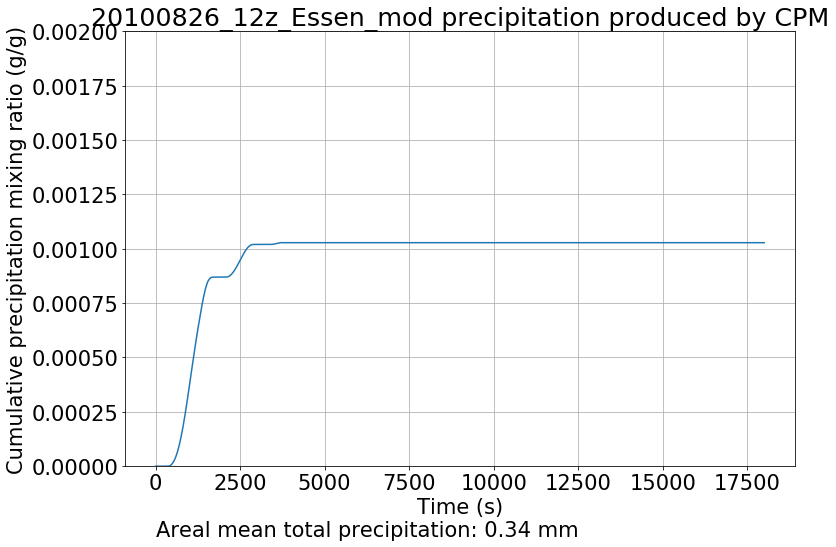 20100826_12z_Essen_mod precipitation produced by CPM
Cumulative precipitation mixing ratio (g/g)
0.00200
0.00175
0.00150
0.00125
0.00100
0.00075
0.00050
0.00025
0.00000
0 2500 5000 7500 10000 12500 15000 17500
Time (s)
Areal mean total precipitation: 0.34 mm